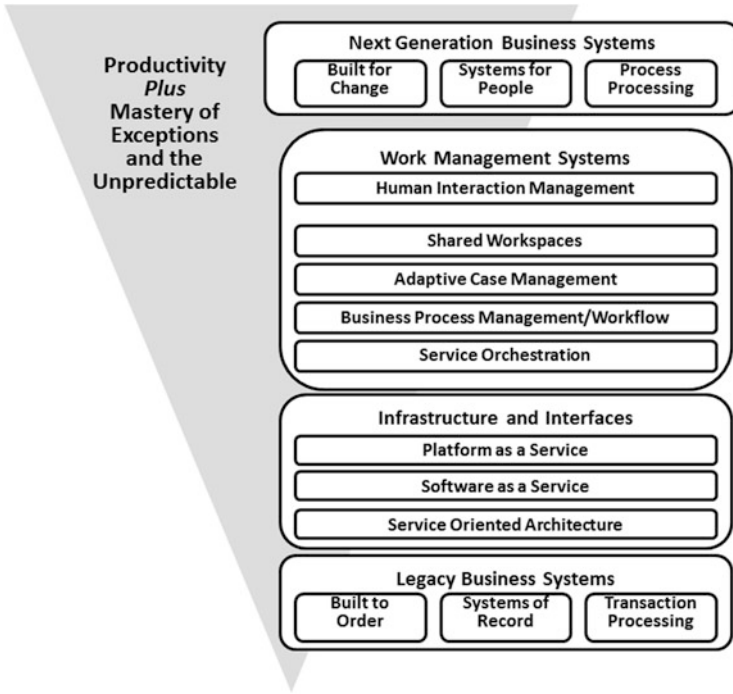 Productivity
Plus
Mastery of
Exceptions
and the
Unpredictable
Next Generation Business Systems
Built for
Change
Systems for
People
Process
Processing
Work Management Systems
Human Interaction Management
Shared Workspaces
Adaptive Case Management
Business Process Management/Workflow
Service Orchestration
Infrastructure and Interfaces
Platform as a Service
Software as a Service
Service Oriented Architecture
Legacy Business Systems
Built to
Order
Systems of
Record
Transaction
Processing